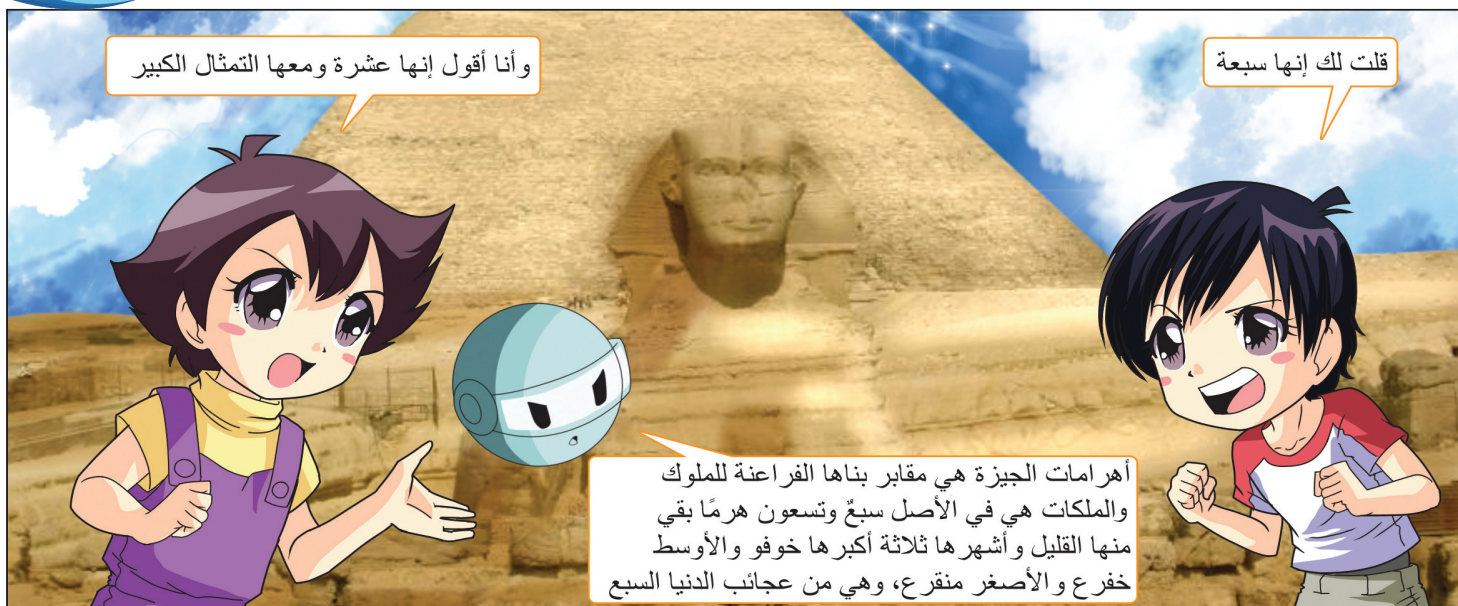 قلت لك إنها سبعة
وأنا أقول إنها عشرة ومعها التمثال الكبير
أهرامات الجيزة هي مقابر بناها الفراعنة للملوك
والملكات هي في الأصل سبعٌ وتسعون هرمًا بقي
منها القليل وأشهرها ثلاثة أكبرها خوفو والأوسط
خفرع والأصغر منقرع، وهي من عجائب الدنيا السبع